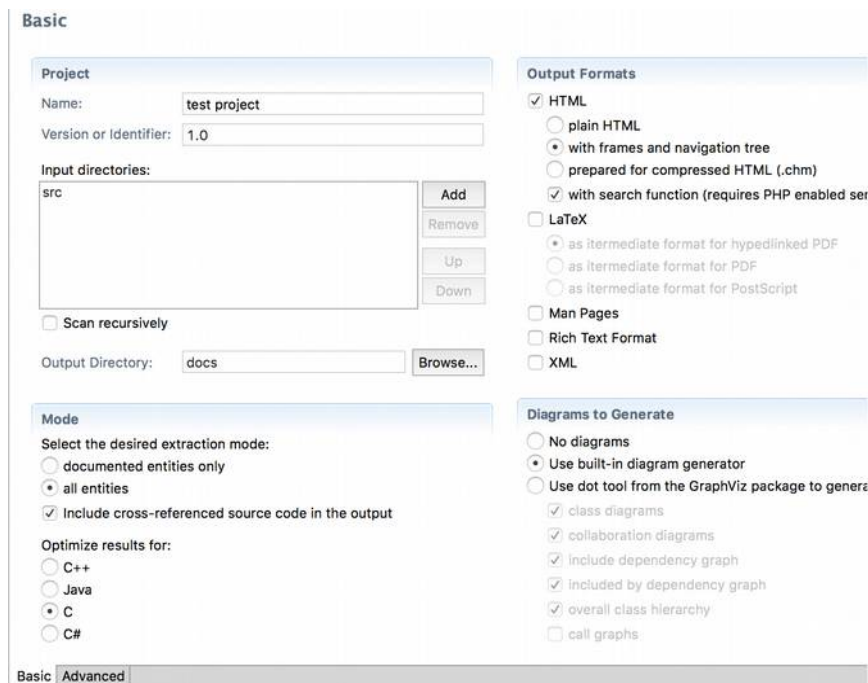 Basic
Project
Name:
test project
Version or Identifier:
1.0
Input directories:
src
Add
Remove
Up
Down
Scan recursively
Output Directory:
docs
Browse...
Mode
Select the desired extraction mode:
documented entities only
all entities
Include cross-referenced source code in the output
Optimize results for:
C++
Java
C
C#
Output Formats
HTML
plain HTML
with frames and navigation tree
prepared for compressed HTML (.chm)
with search function (requires PHP enabled ser
LaTeX
as itermediate format for hypedlinked PDF
as itermediate format for PDF
as itermediate format for PostScript
Man Pages
Rich Text Format
XML
Diagrams to Generate
No diagrams
Use built-in diagram generator
Use dot tool from the GraphViz package to genera
class diagrams
collaboration diagrams
include dependency graph
included by dependency graph
overall class hierarchy
call graphs
Basic
Advanced